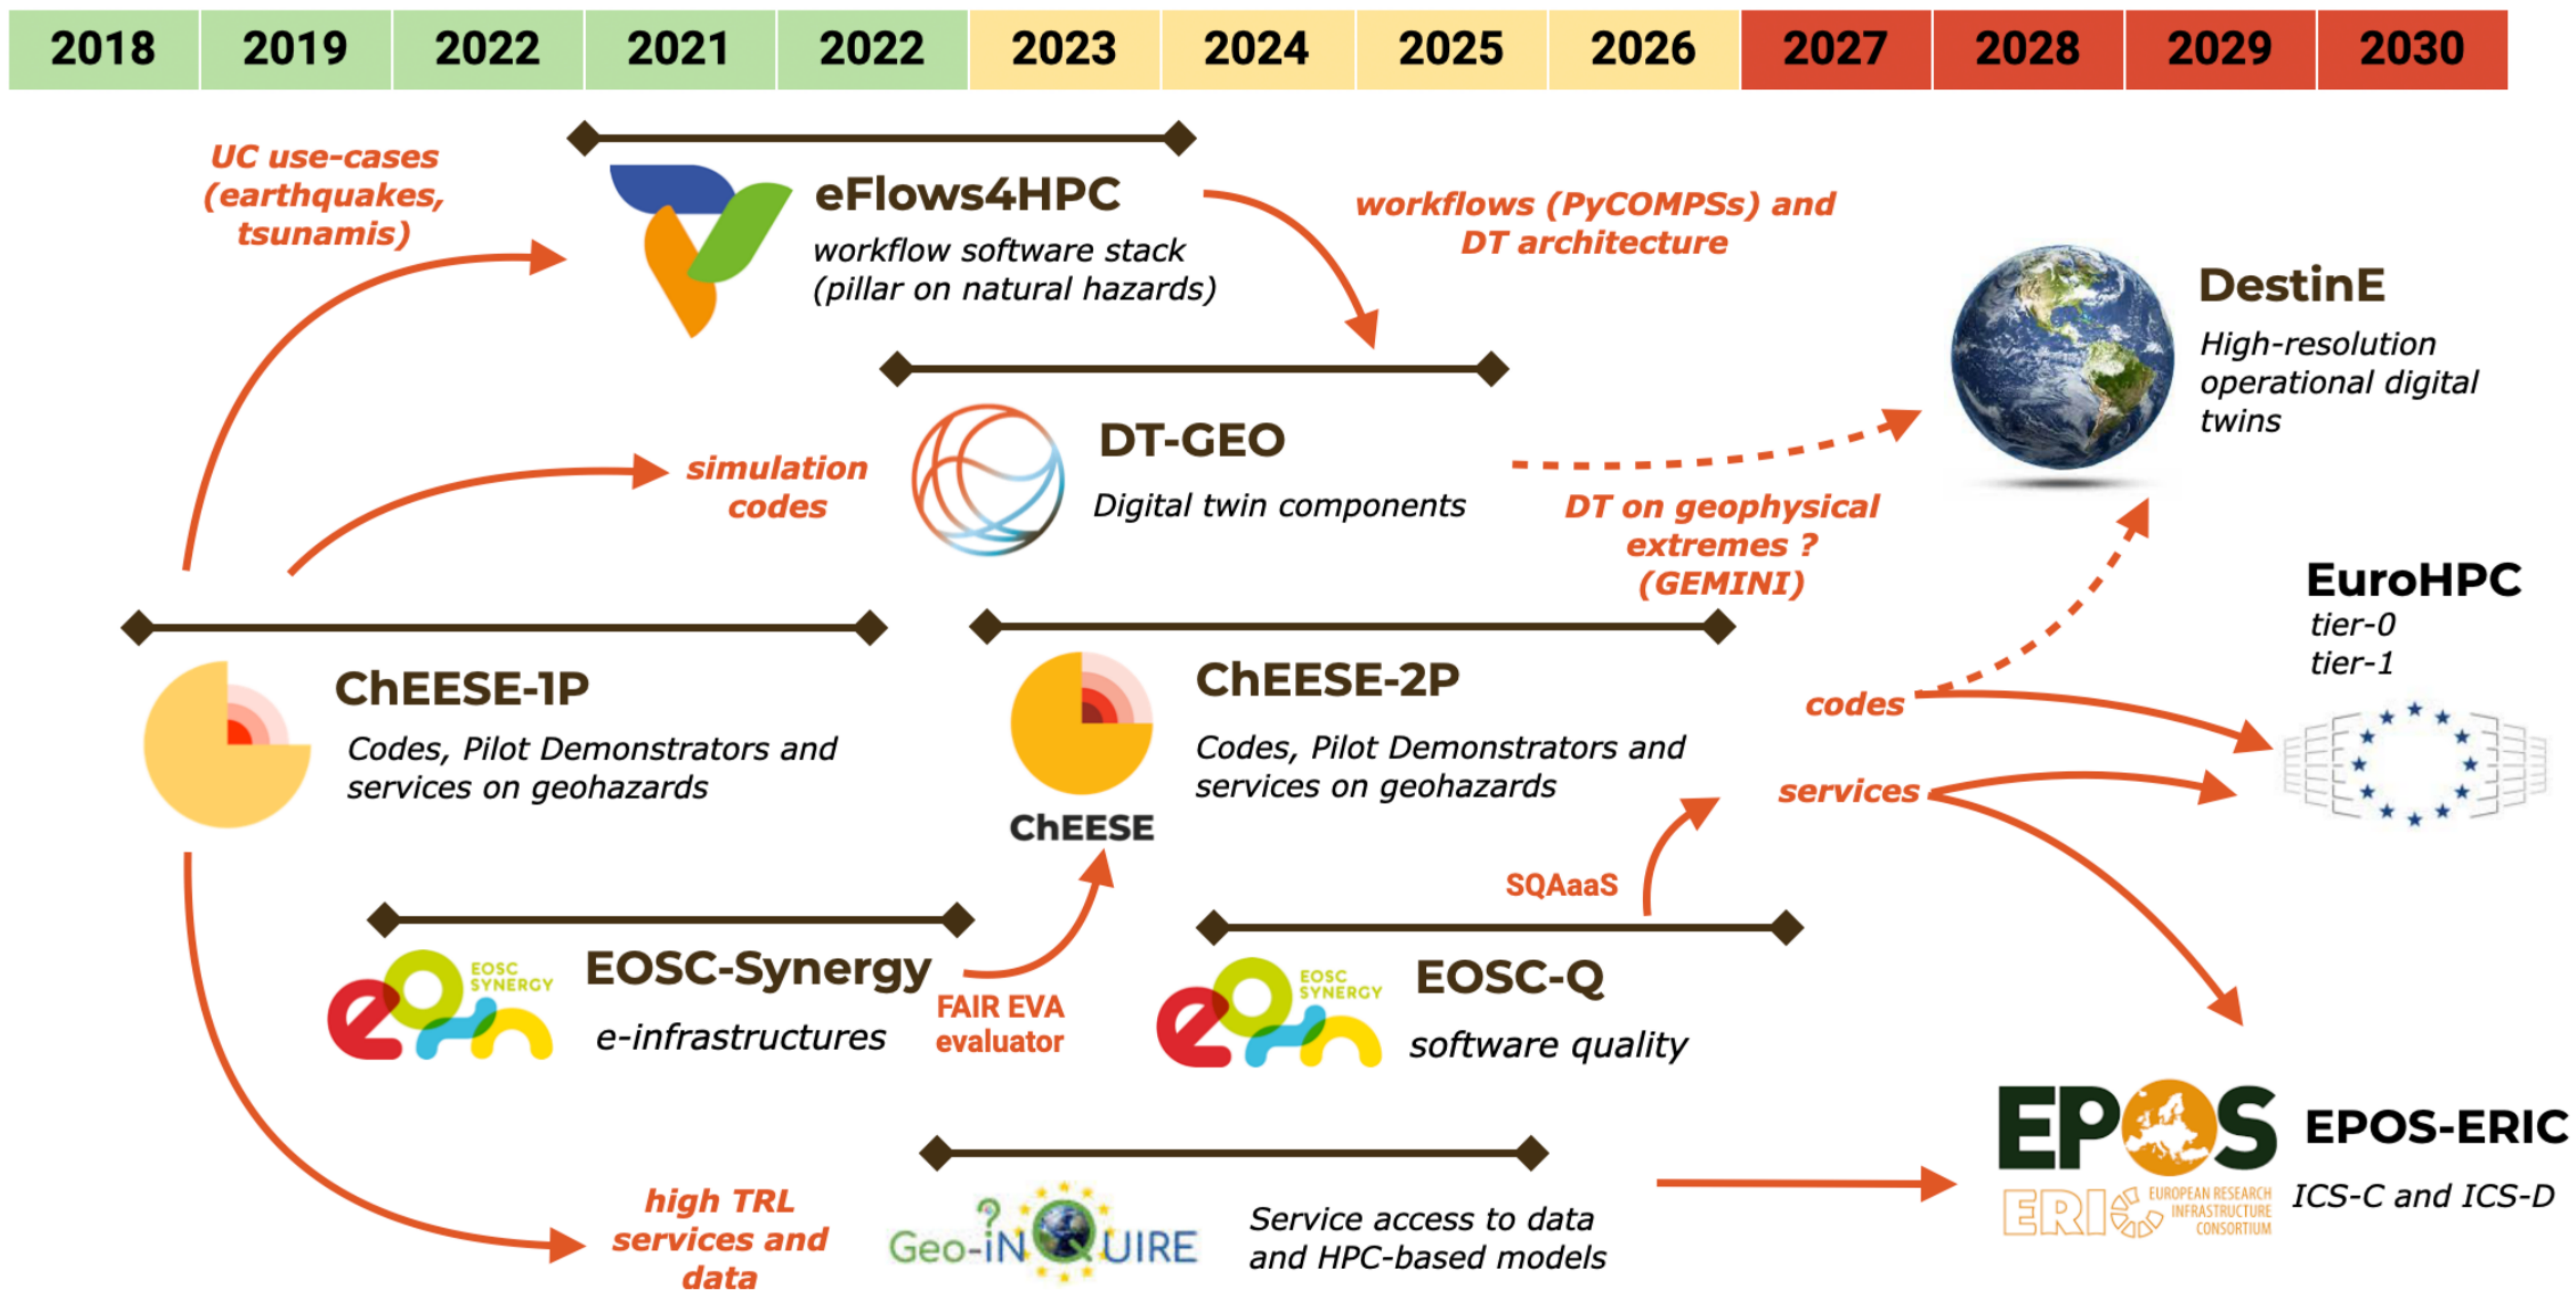 2018 2019 2022 2021 2022 2023 2024 2025 2026 2027 2028 2029 2030
UC use-cases
(earthquakes,
tsunamis)
eFlows4HPC
workflow software stack
(pillar on natural hazards)
workflows (PyCOMPSs) and
DT architecture
DestinE
High-resolution
operational digital
twins
simulation
codes
DT-GEO
Digital twin components
DT on geophysical
extremes ?
(GEMINI)
EuroHPC
tier-0
tier-1
ChEESE-1P
Codes, Pilot Demonstrators and
services on geohazards
ChEESE
ChEESE-2P
Codes, Pilot Demonstrators and
services on geohazards
codes
services
SQAaaS
eosc
EOSC
SYNERGY
EOSC-Synergy
e-infrastructures
FAIR EVA
evaluator
EOSC
SYNERGY
EOSC-Q
software quality
high TRL
services and
data
Geo-iNQUIRE
Service access to data
and HPC-based models
EPOS
ERIC
EUROPEAN RESEARCH
INFRASTRUCTURE
CONSORTIUM
EPOS-ERIC
ICS-C and ICS-D